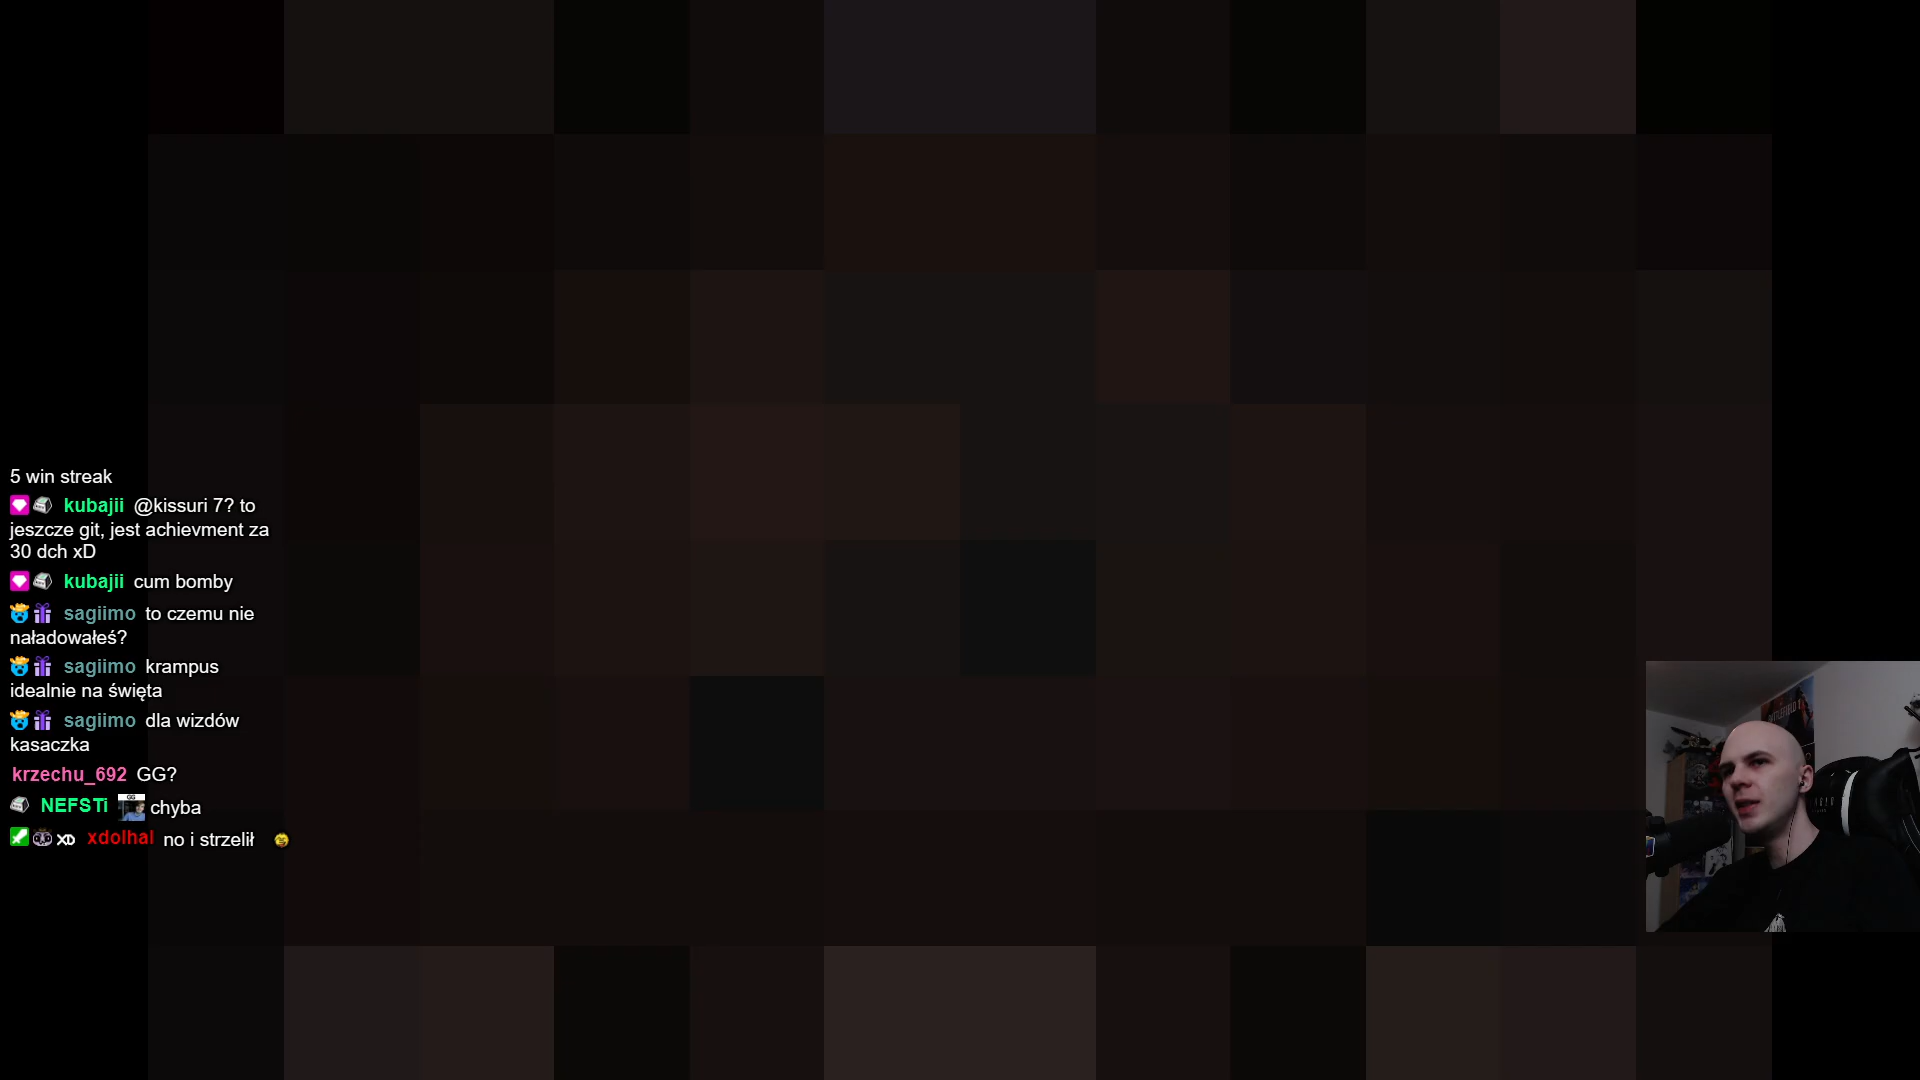 5 win streak
kubajii @kissuri 7? to
jeszcze git, jest achievment za
30 dch xD
kubajii cum bomby
sagiimo to czemu nie
naładowałeś?
sagiimo krampus
idealnie na święta
sagiimo dla wizdów
kasaczka
krzechu_692 GG?
NEFSTi GG chyba
XD xdolhal no i strzelił